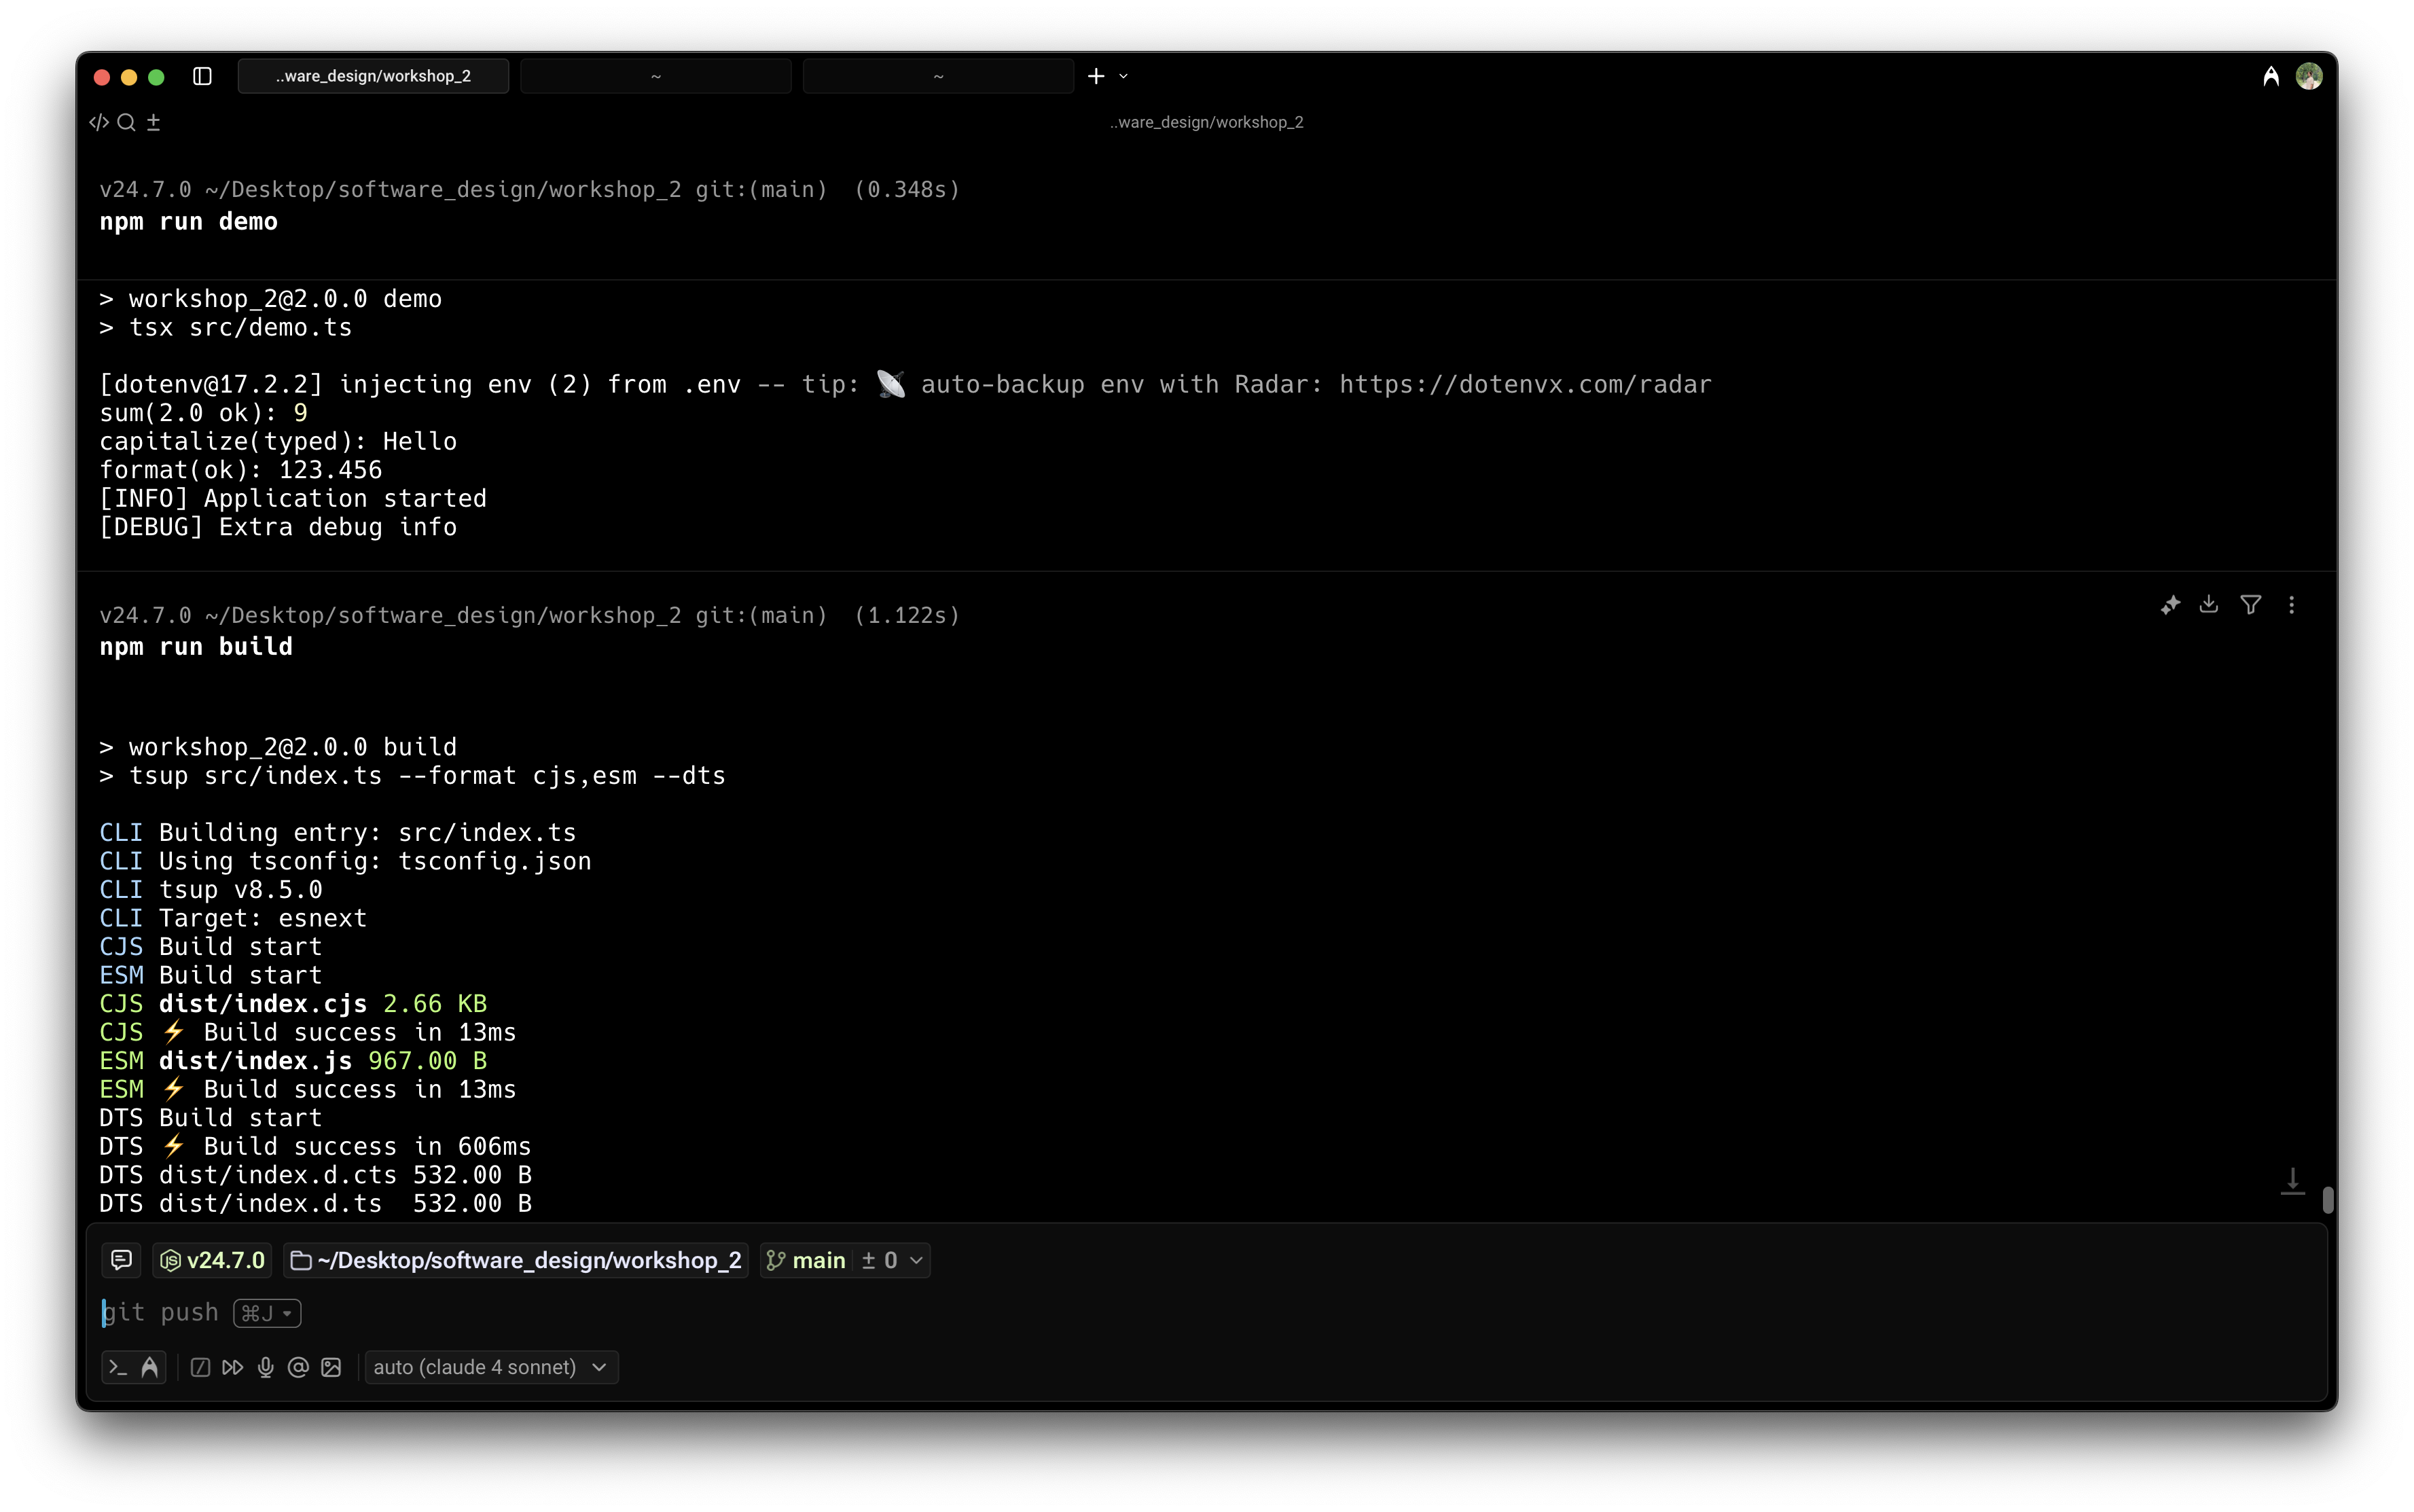 ..ware_design/workshop_2
~
~
..ware_design/workshop_2
v24.7.0 ~/Desktop/software_design/workshop_2 git:(main) (0.348s)
npm run demo
> workshop_2@2.0.0 demo
> tsx src/demo.ts
[dotenv@17.2.2] injecting env (2) from .env -- tip: 📡 auto-backup env with Radar: https://dotenvx.com/radar
sum(2.0 ok): 9
capitalize(typed): Hello
format(ok): 123.456
[INFO] Application started
[DEBUG] Extra debug info
v24.7.0 ~/Desktop/software_design/workshop_2 git:(main) (1.122s)
npm run build
> workshop_2@2.0.0 build
> tsup src/index.ts --format cjs,esm --dts
CLI Building entry: src/index.ts
CLI Using tsconfig: tsconfig.json
CLI tsup v8.5.0
CLI Target: esnext
CJS Build start
ESM Build start
CJS dist/index.cjs 2.66 KB
CJS ⚡ Build success in 13ms
ESM dist/index.js 967.00 B
ESM ⚡ Build success in 13ms
DTS Build start
DTS ⚡ Build success in 606ms
DTS dist/index.d.cts 532.00 B
DTS dist/index.d.ts  532.00 B
v24.7.0 ~/Desktop/software_design/workshop_2 main ± 0
git push ⌘J
auto (claude 4 sonnet)